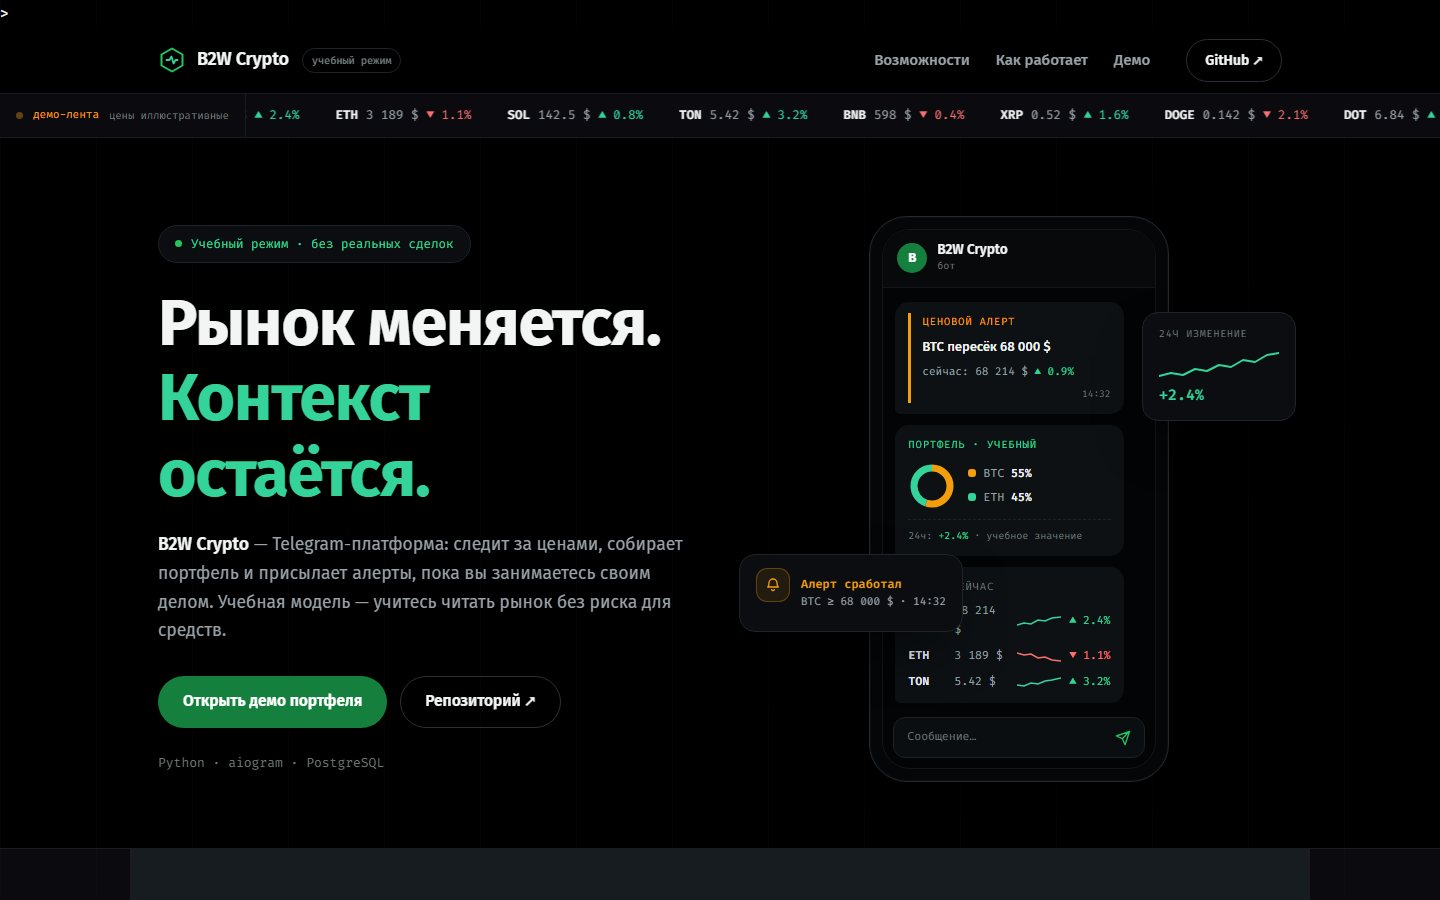 >
B2W Crypto учебный режим
Возможности Как работает Демо GitHub ↗
демо-лента цены иллюстративные ▲ 2.4% ETH 3 189 $ ▼ 1.1% SOL 142.5 $ ▲ 0.8% TON 5.42 $ ▲ 3.2% BNB 598 $ ▼ 0.4% XRP 0.52 $ ▲ 1.6% DOGE 0.142 $ ▼ 2.1% DOT 6.84 $ ▲
Учебный режим · без реальных сделок
Рынок меняется.
Контекст
остаётся.
B2W Crypto — Telegram-платформа: следит за ценами, собирает
портфель и присылает алерты, пока вы занимаетесь своим
делом. Учебная модель — учитесь читать рынок без риска для
средств.
Открыть демо портфеля
Репозиторий ↗
Python · aiogram · PostgreSQL
B
B2W Crypto
бот
ЦЕНОВОЙ АЛЕРТ
BTC пересёк 68 000 $
сейчас: 68 214 $ ▲ 0.9%
14:32
24Ч ИЗМЕНЕНИЕ
+2.4%
ПОРТФЕЛЬ · УЧЕБНЫЙ
BTC 55%
ETH 45%
24ч: +2.4% · учебное значение
Алерт сработал
BTC ≥ 68 000 $ · 14:32
8 214
$
▲ 2.4%
ETH 3 189 $ ▼ 1.1%
TON 5.42 $ ▲ 3.2%
Сообщение…